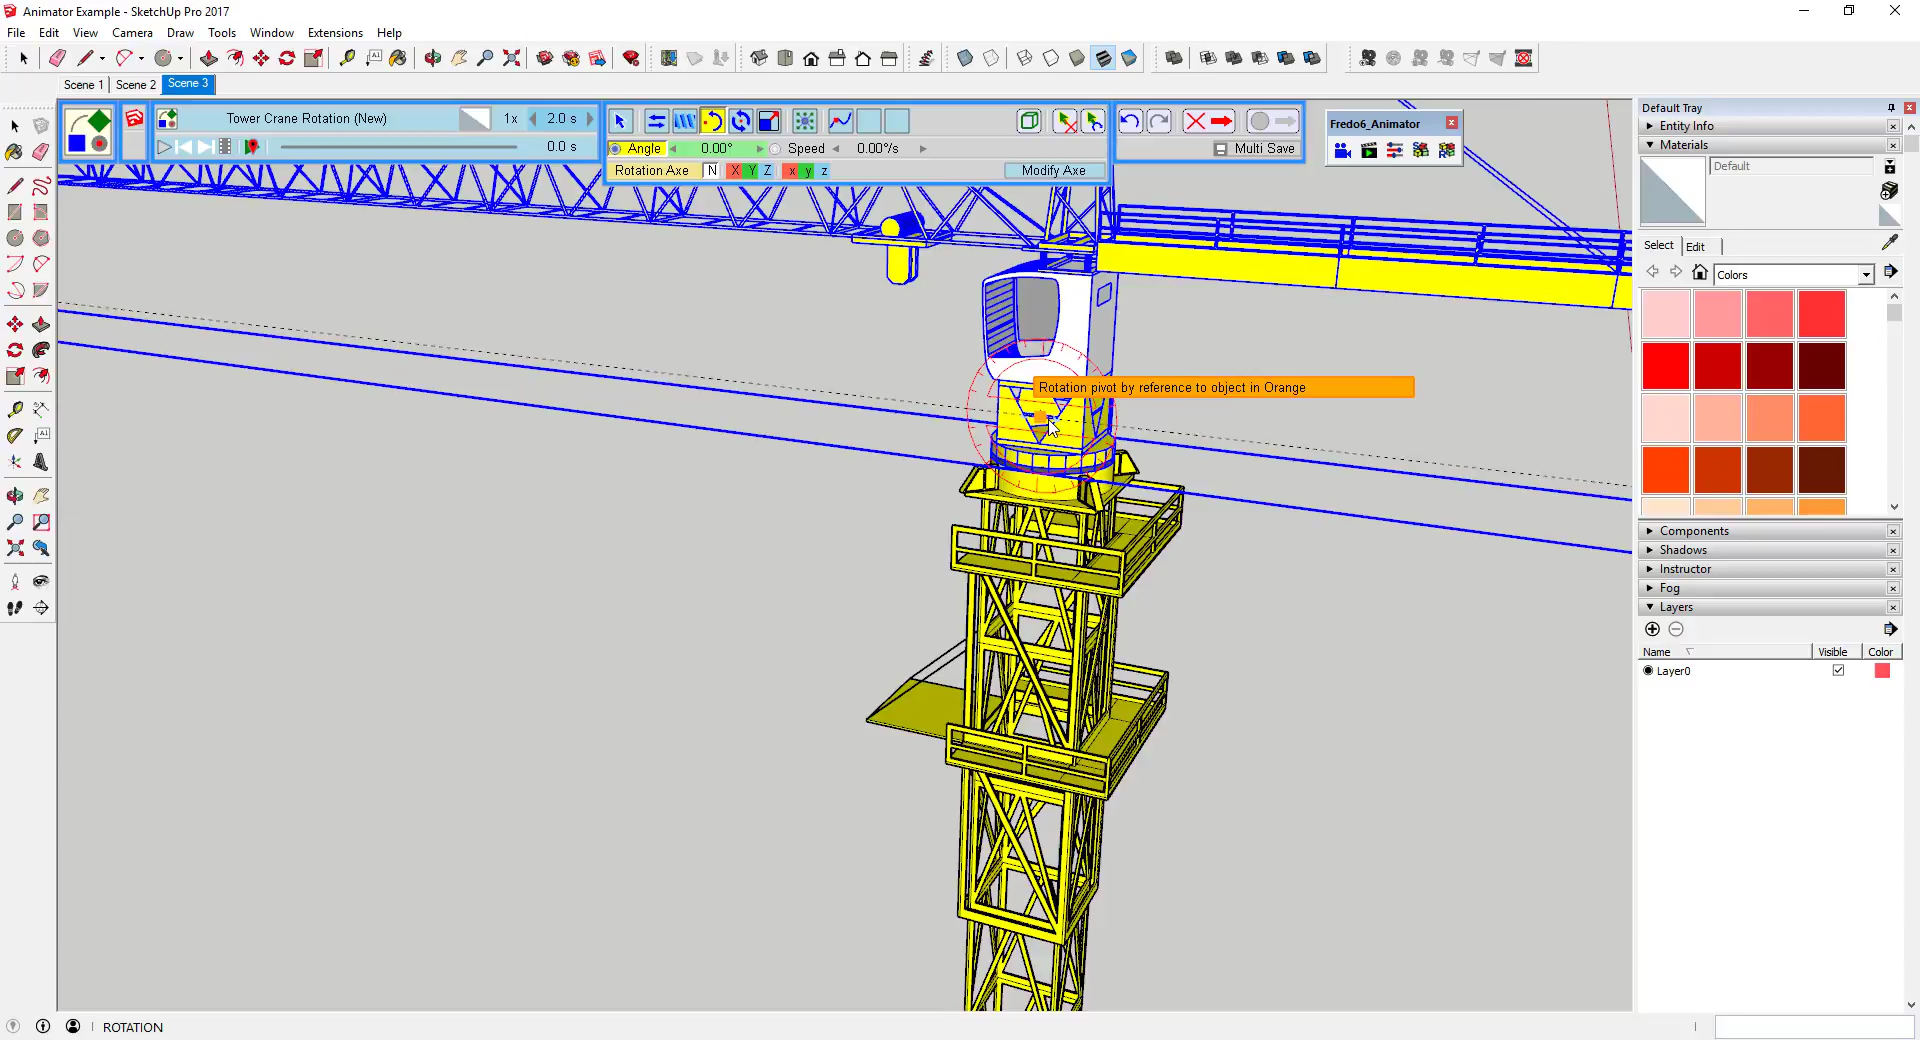 Animator Example - SketchUp Pro 2017
File Edit View Camera Draw Tools Window Extensions Help
Scene 1 Scene 2 Scene 3
Default Tray
Tower Crane Rotation (New) 1x 2.0 s
0.0 s
Angle 0.00° Speed 0.00°/s
Multi Save
Rotation Axe N X Y Z x y z Modify Axe
Fredo6_Animator
Entity Info
Materials
Default
Select Edit
Colors
Rotation pivot by reference to object in Orange
Components
Shadows
Instructor
Fog
Layers
Name Visible Color
Layer0
ROTATION